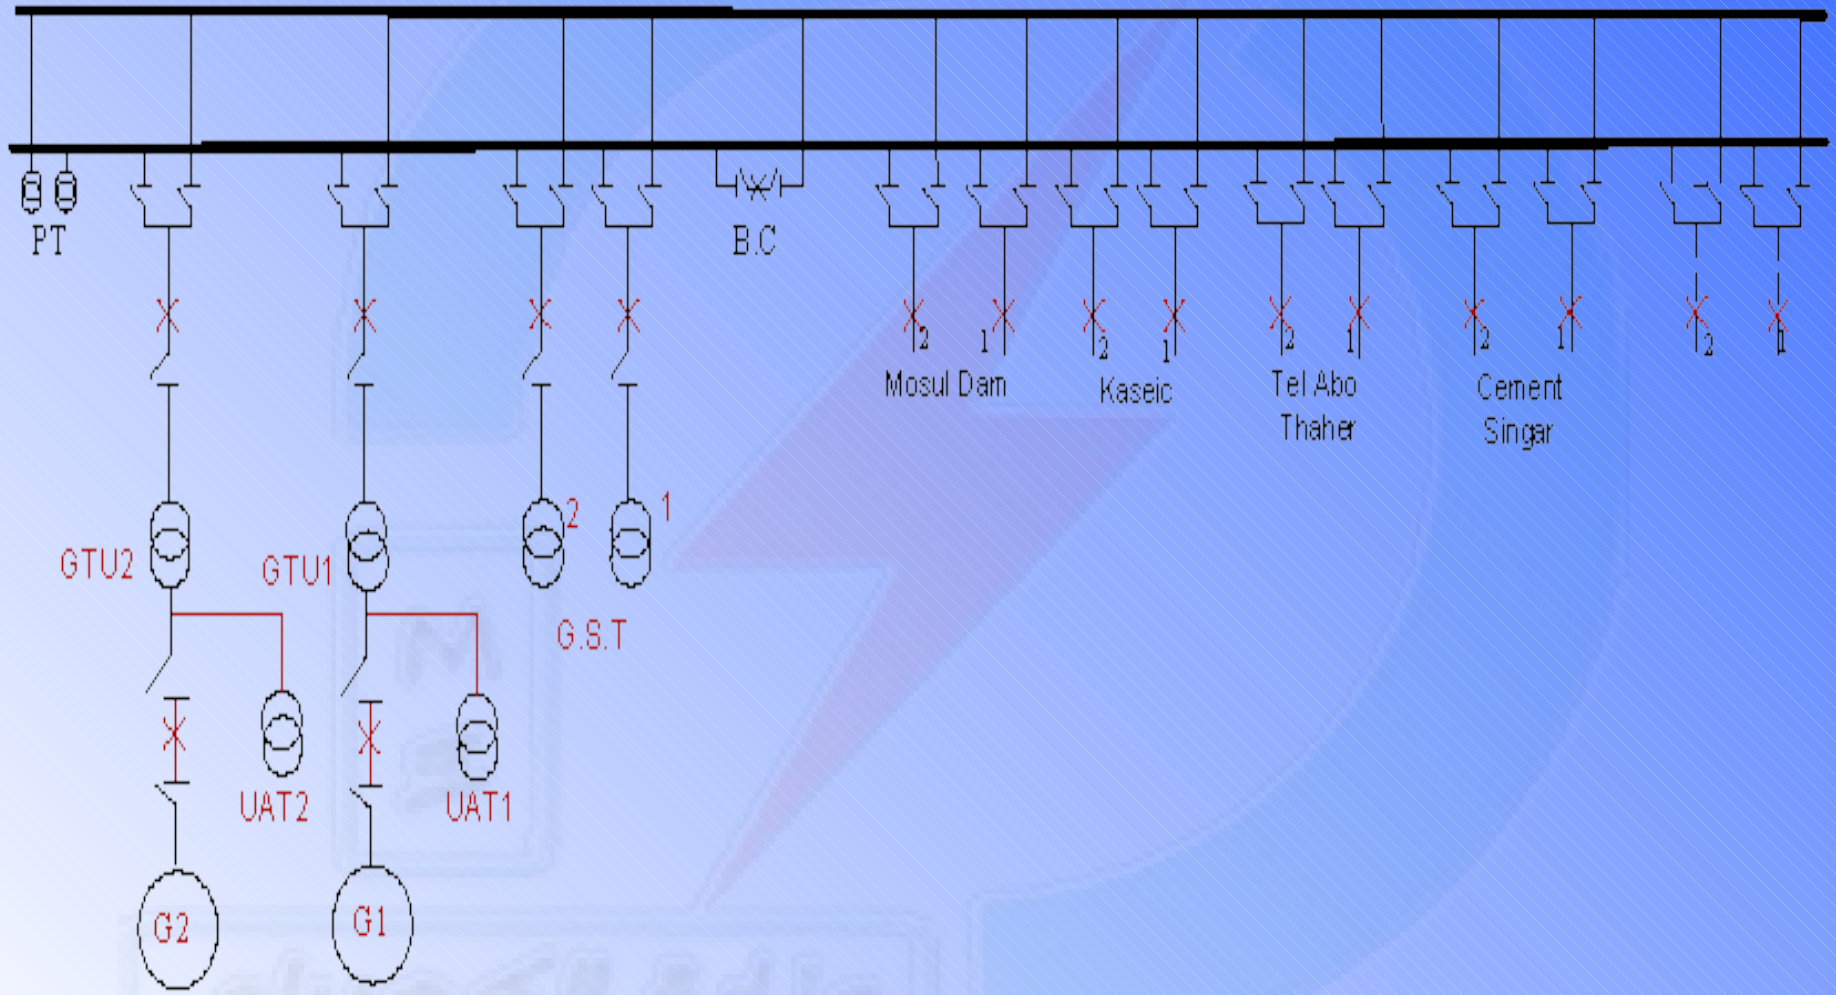 PT
B.C
2
1
2
1
2
1
2
1
2
1
Mosul Dam
Kaseic
Tel Abo
Thaher
Cement
Singar
2
1
GTU2
GTU1
G.S.T
UAT2
UAT1
G2
G1